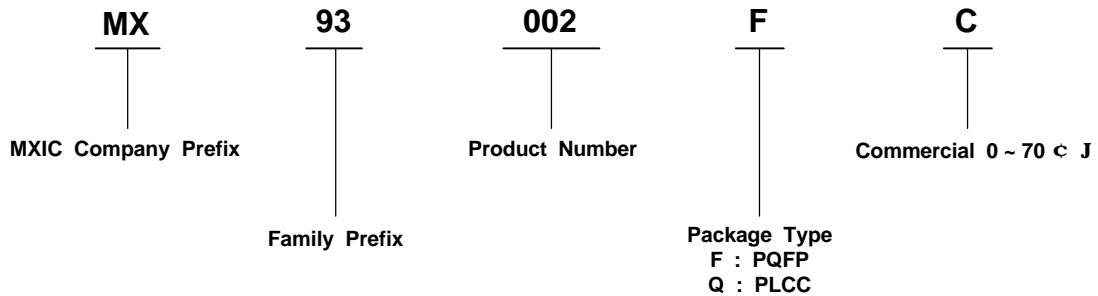 MX 93 002 F C
MXIC Company Prefix Product Number Commercial 0 ~ 70 ¢ J
Family Prefix Package Type
F : PQFP
Q : PLCC